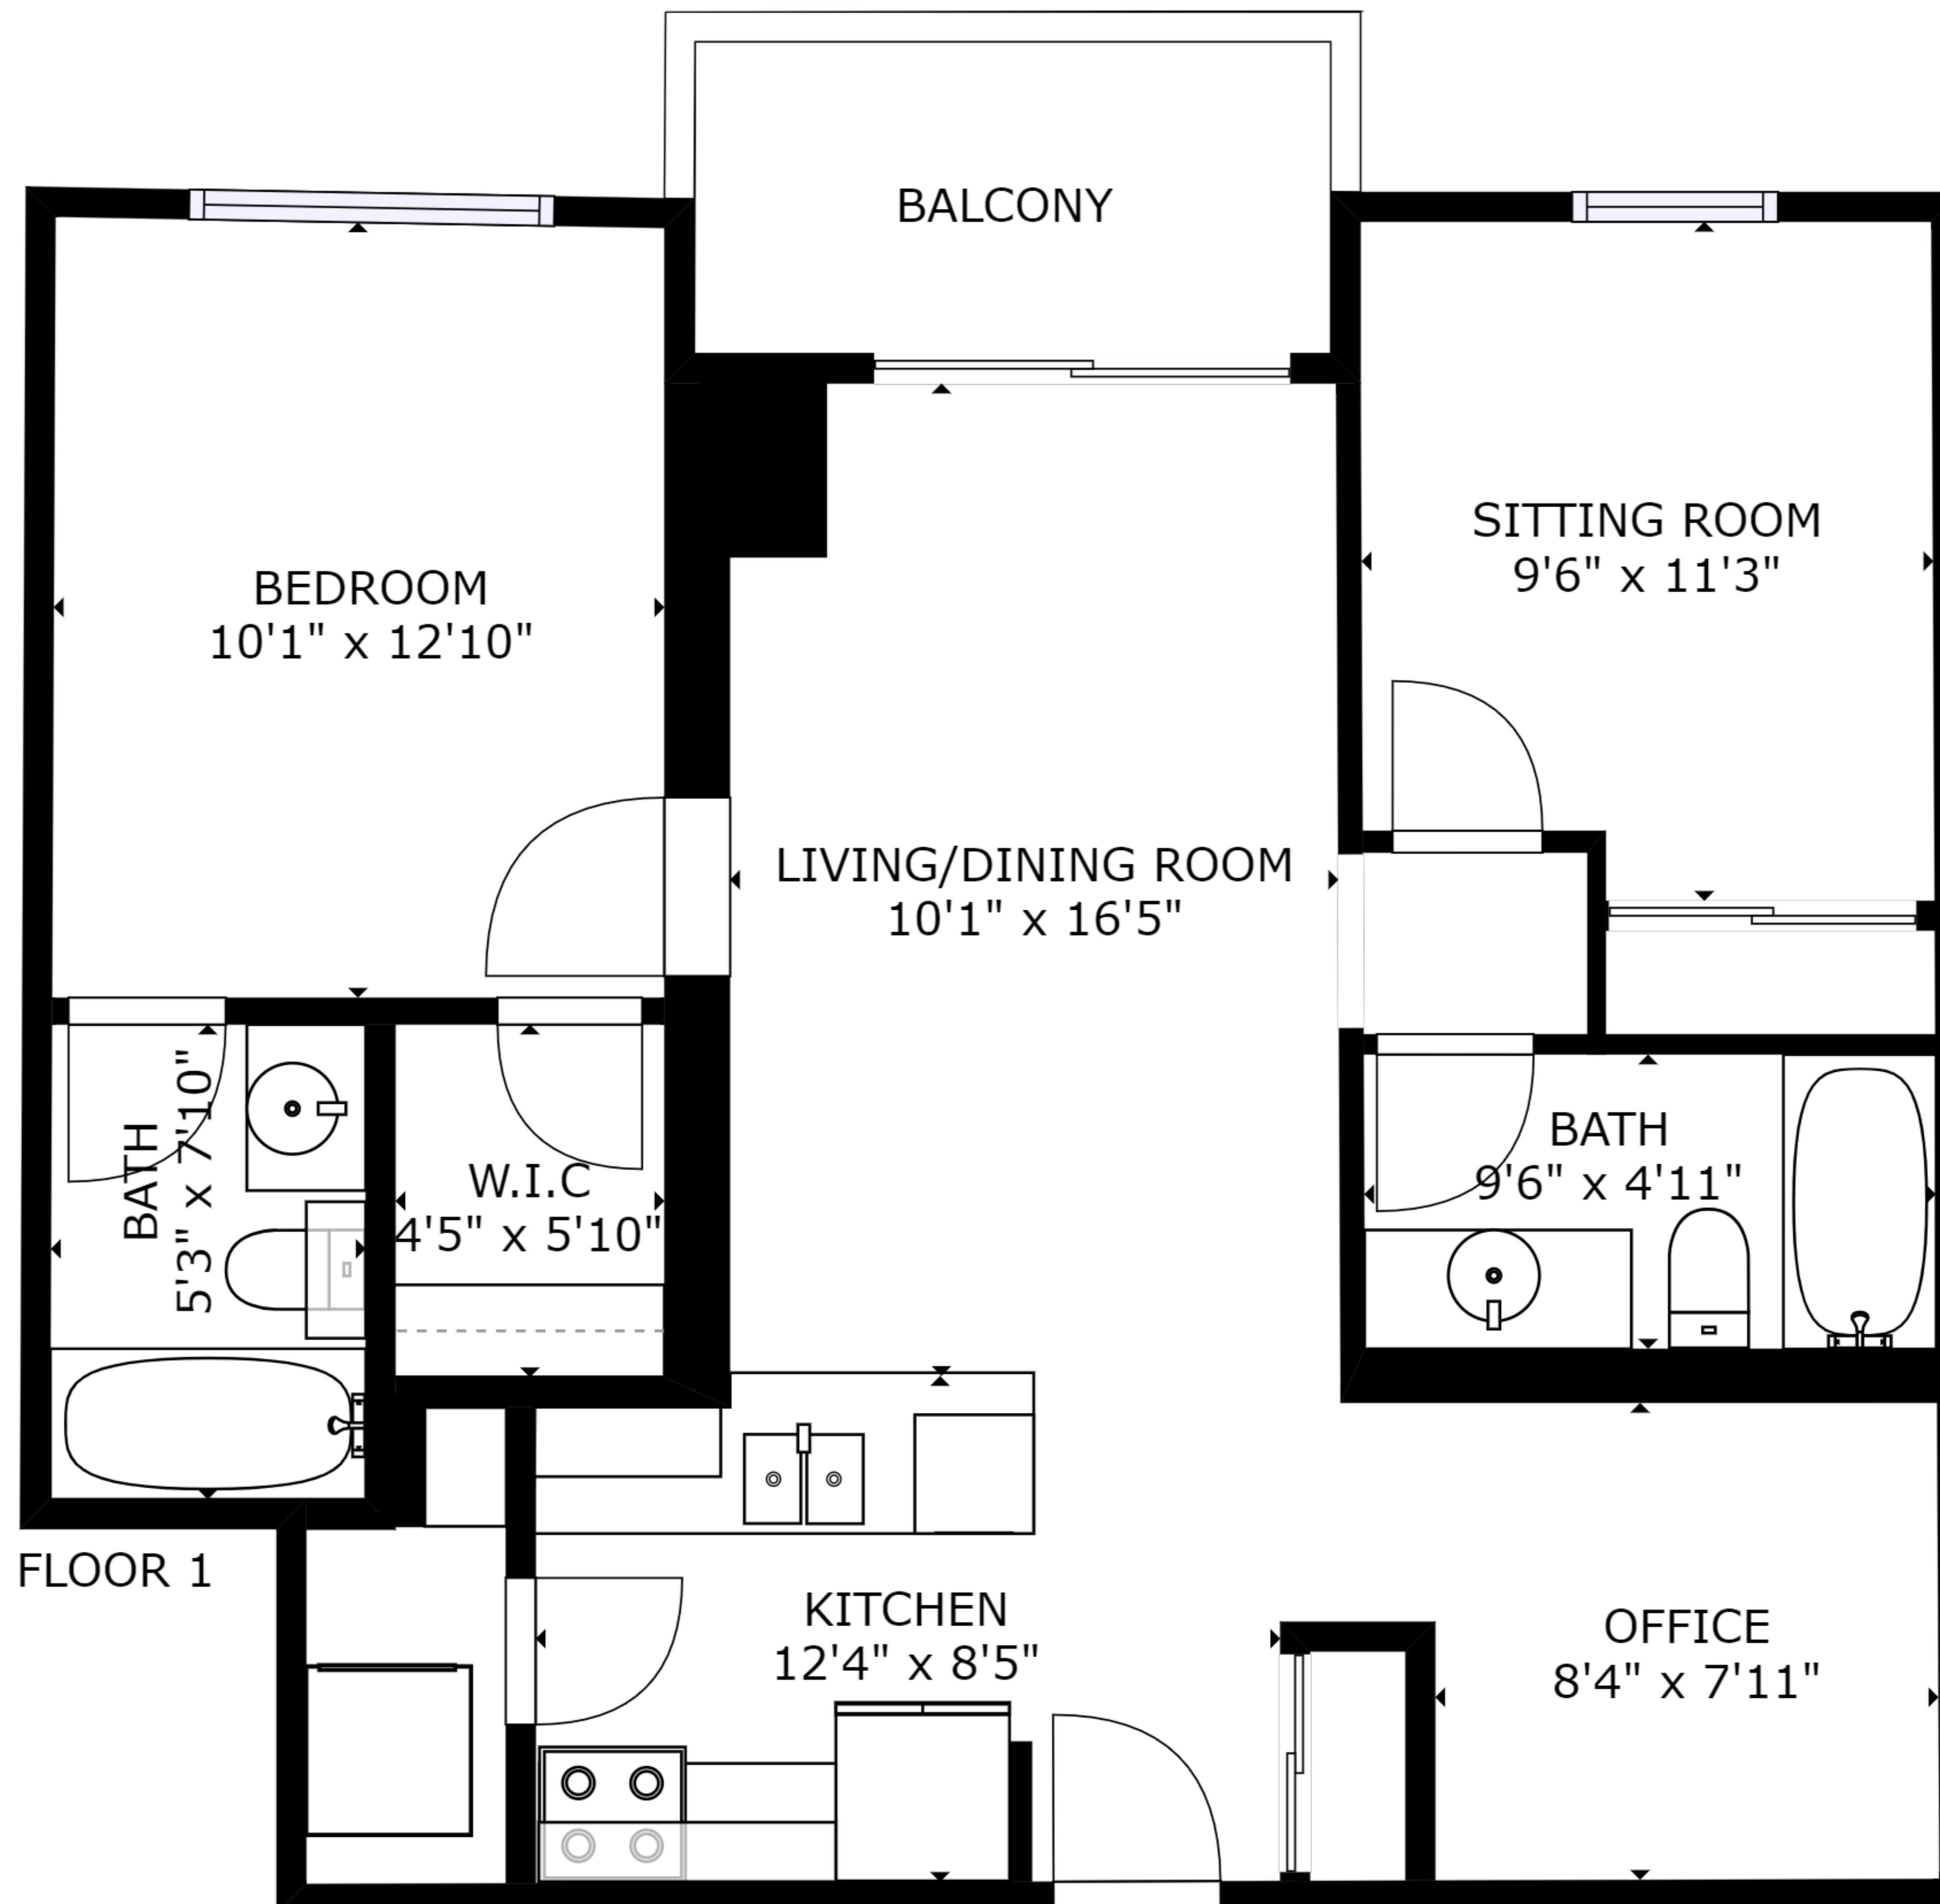 BALCONY
SITTING ROOM
9'6" x 11'3"
BEDROOM
10'1" x 12'10"
LIVING/DINING ROOM
10'1" x 16'5"
BATH
5'3" x 7'10"
W.I.C
4'5" x 5'10"
BATH
9'6" x 4'11"
FLOOR 1
KITCHEN
12'4" x 8'5"
OFFICE
8'4" x 7'11"